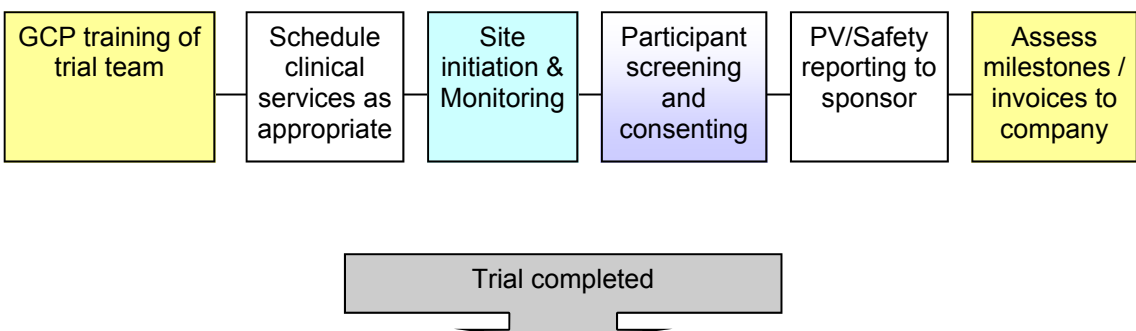 GCP training of
trial team
Schedule
clinical
services as
appropriate
Site
initiation &
Monitoring
Participant
screening
and
consenting
PV/Safety
reporting to
sponsor
Assess
milestones /
invoices to
company
Trial completed